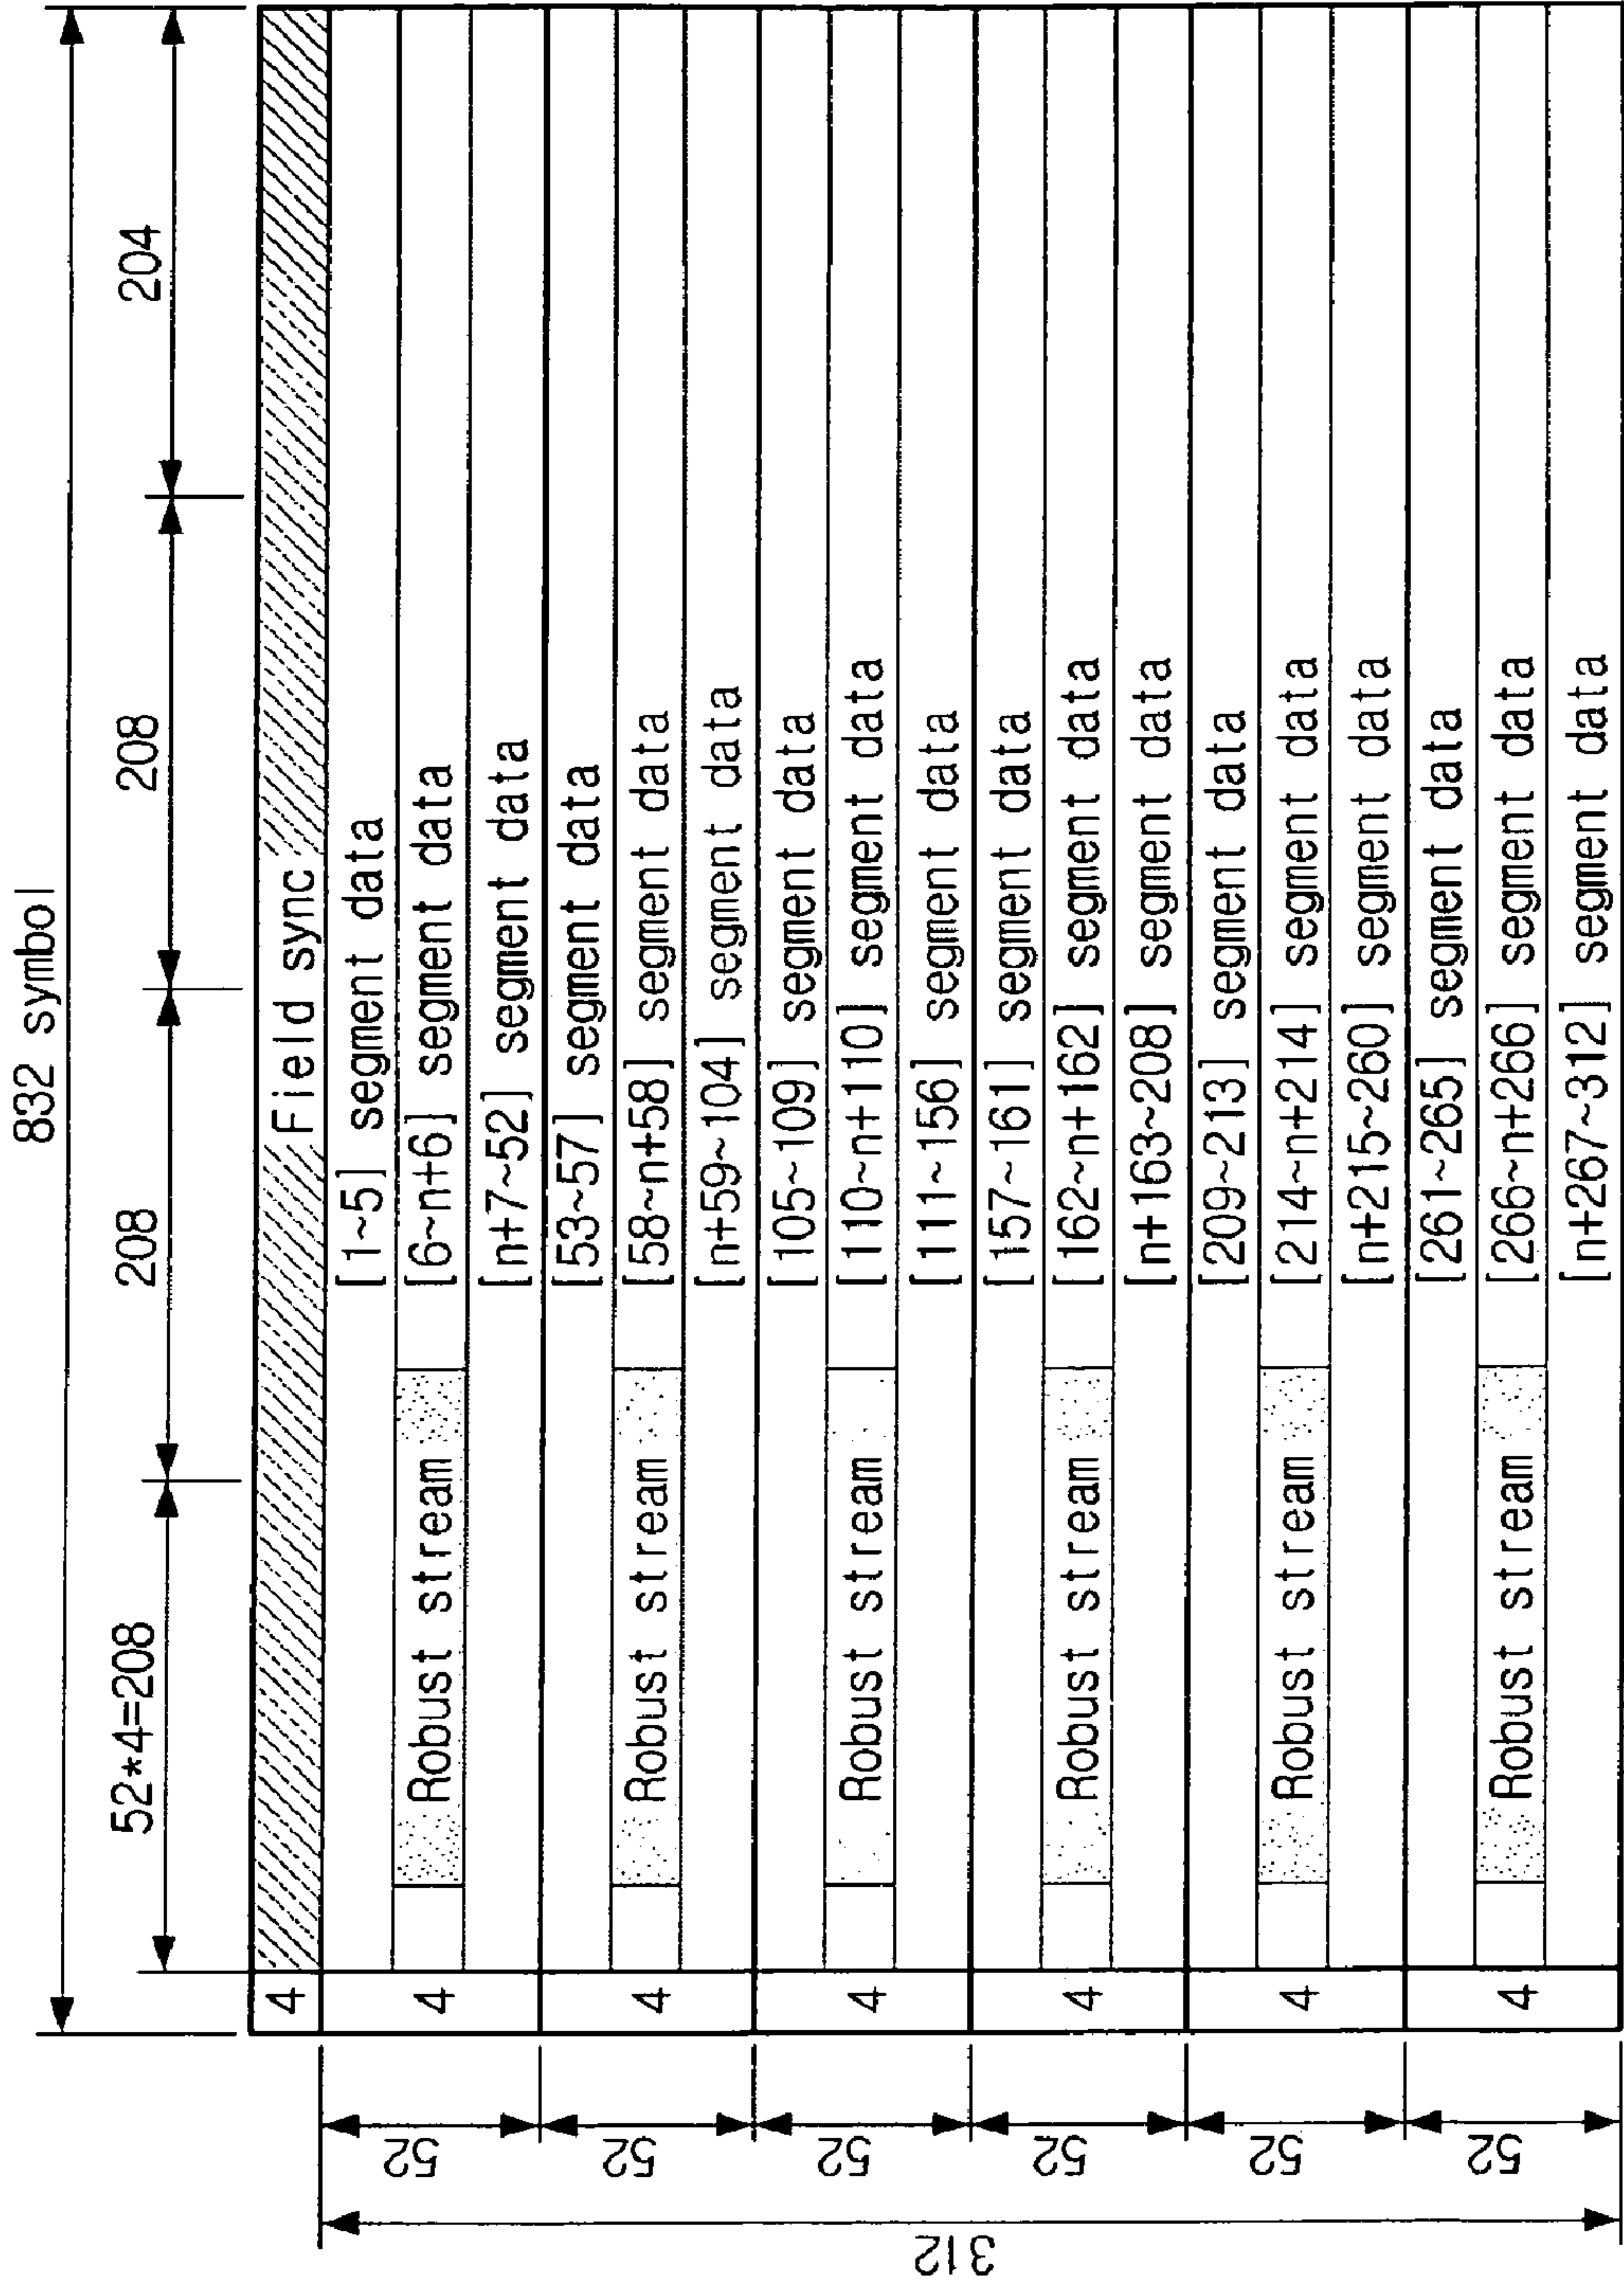 832 symbol
52*4=208
208
208
204
4
Field sync
[1~5] segment data
52
4
Robust stream
[6~n+6] segment data
[n+7~52] segment data
[53~57] segment data
52
4
Robust stream
[58~n+58] segment data
[n+59~104] segment data
[105~109] segment data
52
4
Robust stream
[110~n+110] segment data
[111~156] segment data
[157~161] segment data
52
4
Robust stream
[162~n+162] segment data
[n+163~208] segment data
[209~213] segment data
52
4
Robust stream
[214~n+214] segment data
[n+215~260] segment data
[261~265] segment data
52
4
Robust stream
[266~n+266] segment data
[n+267~312] segment data
312